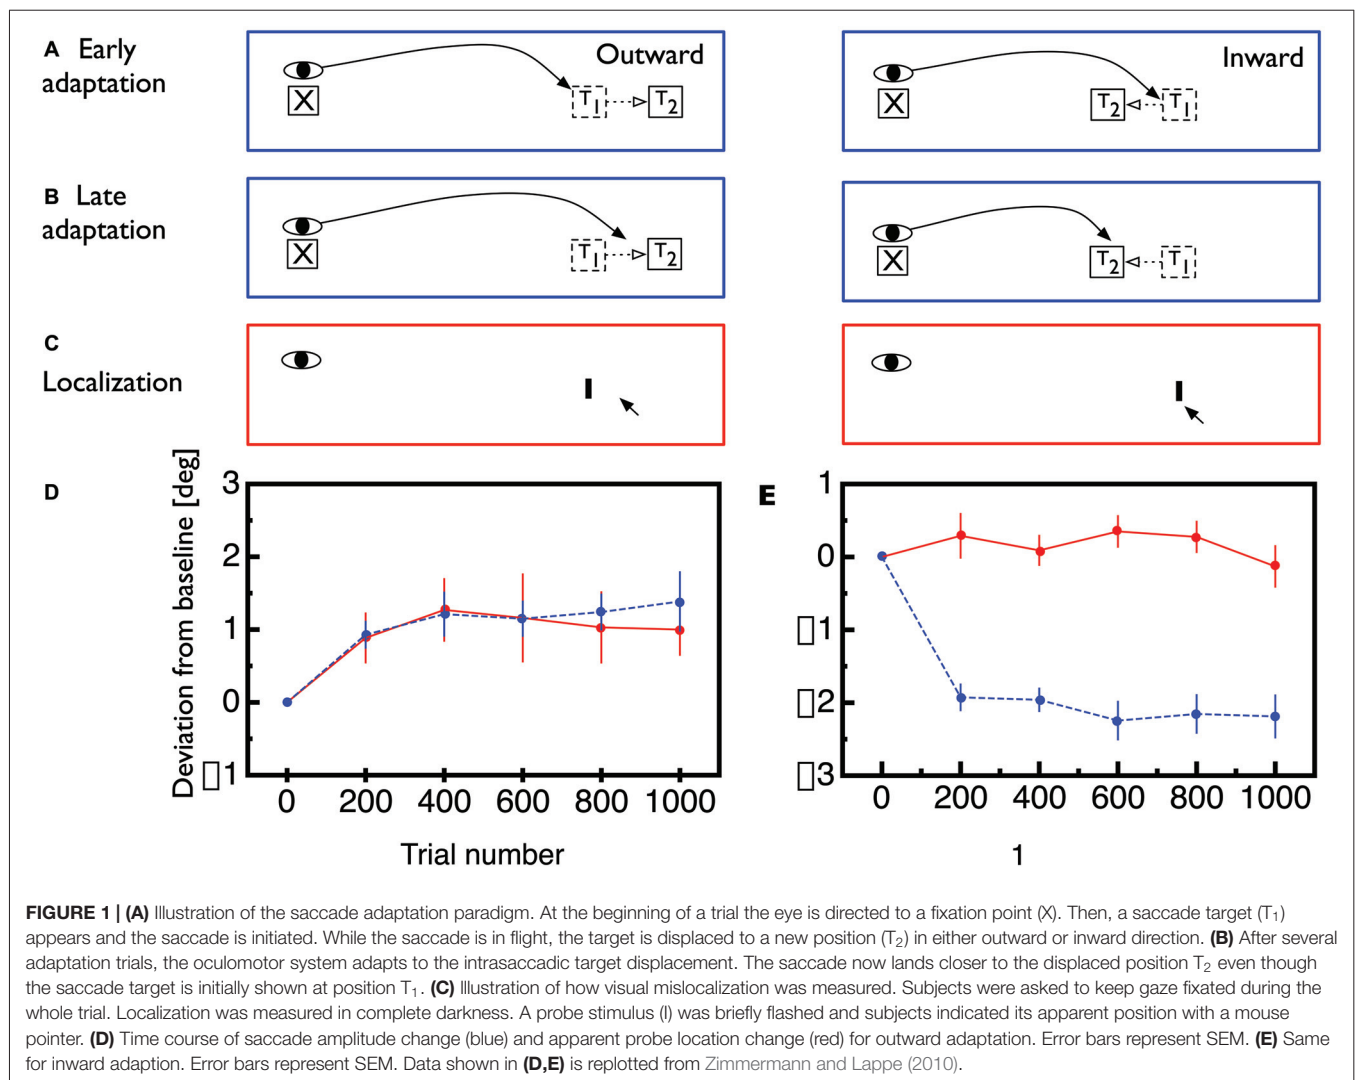 A Early
adaptation
Outward
X
T1
T2
Inward
X
T2
T1
B Late
adaptation
X
T1
T2
X
T2
T1
C
Localization
D
Deviation from baseline [deg]
3
2
1
0
□1
0 200 400 600 800 1000
Trial number
E
1
0
□1
□2
□3
0 200 400 600 800 1000
1
FIGURE 1 | (A) Illustration of the saccade adaptation paradigm. At the beginning of a trial the eye is directed to a fixation point (X). Then, a saccade target (T1)
appears and the saccade is initiated. While the saccade is in flight, the target is displaced to a new position (T2) in either outward or inward direction. (B) After several
adaptation trials, the oculomotor system adapts to the intrasaccadic target displacement. The saccade now lands closer to the displaced position T2 even though
the saccade target is initially shown at position T1. (C) Illustration of how visual mislocalization was measured. Subjects were asked to keep gaze fixated during the
whole trial. Localization was measured in complete darkness. A probe stimulus (I) was briefly flashed and subjects indicated its apparent position with a mouse
pointer. (D) Time course of saccade amplitude change (blue) and apparent probe location change (red) for outward adaptation. Error bars represent SEM. (E) Same
for inward adaption. Error bars represent SEM. Data shown in (D,E) is replotted from Zimmermann and Lappe (2010).